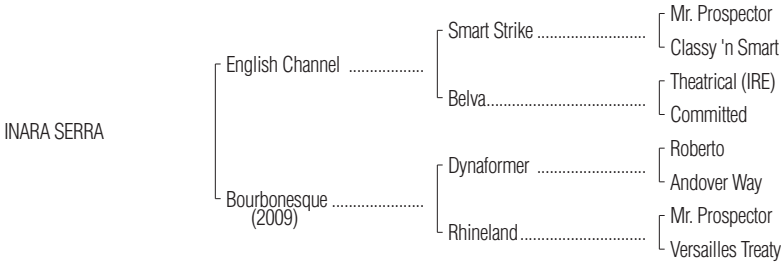 Mr. Prospector
Smart Strike ..........................
Classy 'n Smart
English Channel ..................
Theatrical (IRE)
Belva......................................
Committed
INARA SERRA
Roberto
Dynaformer ..........................
Andover Way
Bourbonesque ......................
(2009)
Mr. Prospector
Rhineland..............................
Versailles Treaty